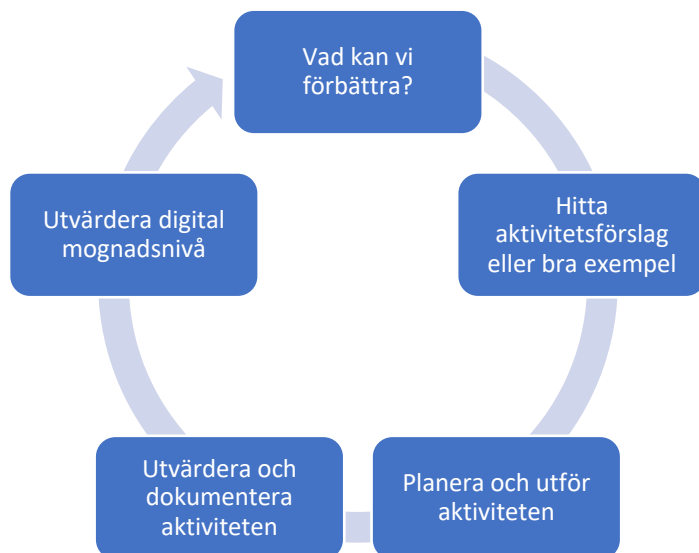 Vad kan vi
förbättra?
Hitta
aktivitetsförslag
eller bra exempel
Planera och utför
aktiviteten
Utvärdera och
dokumentera
aktiviteten
Utvärdera digital
mognadsnivå